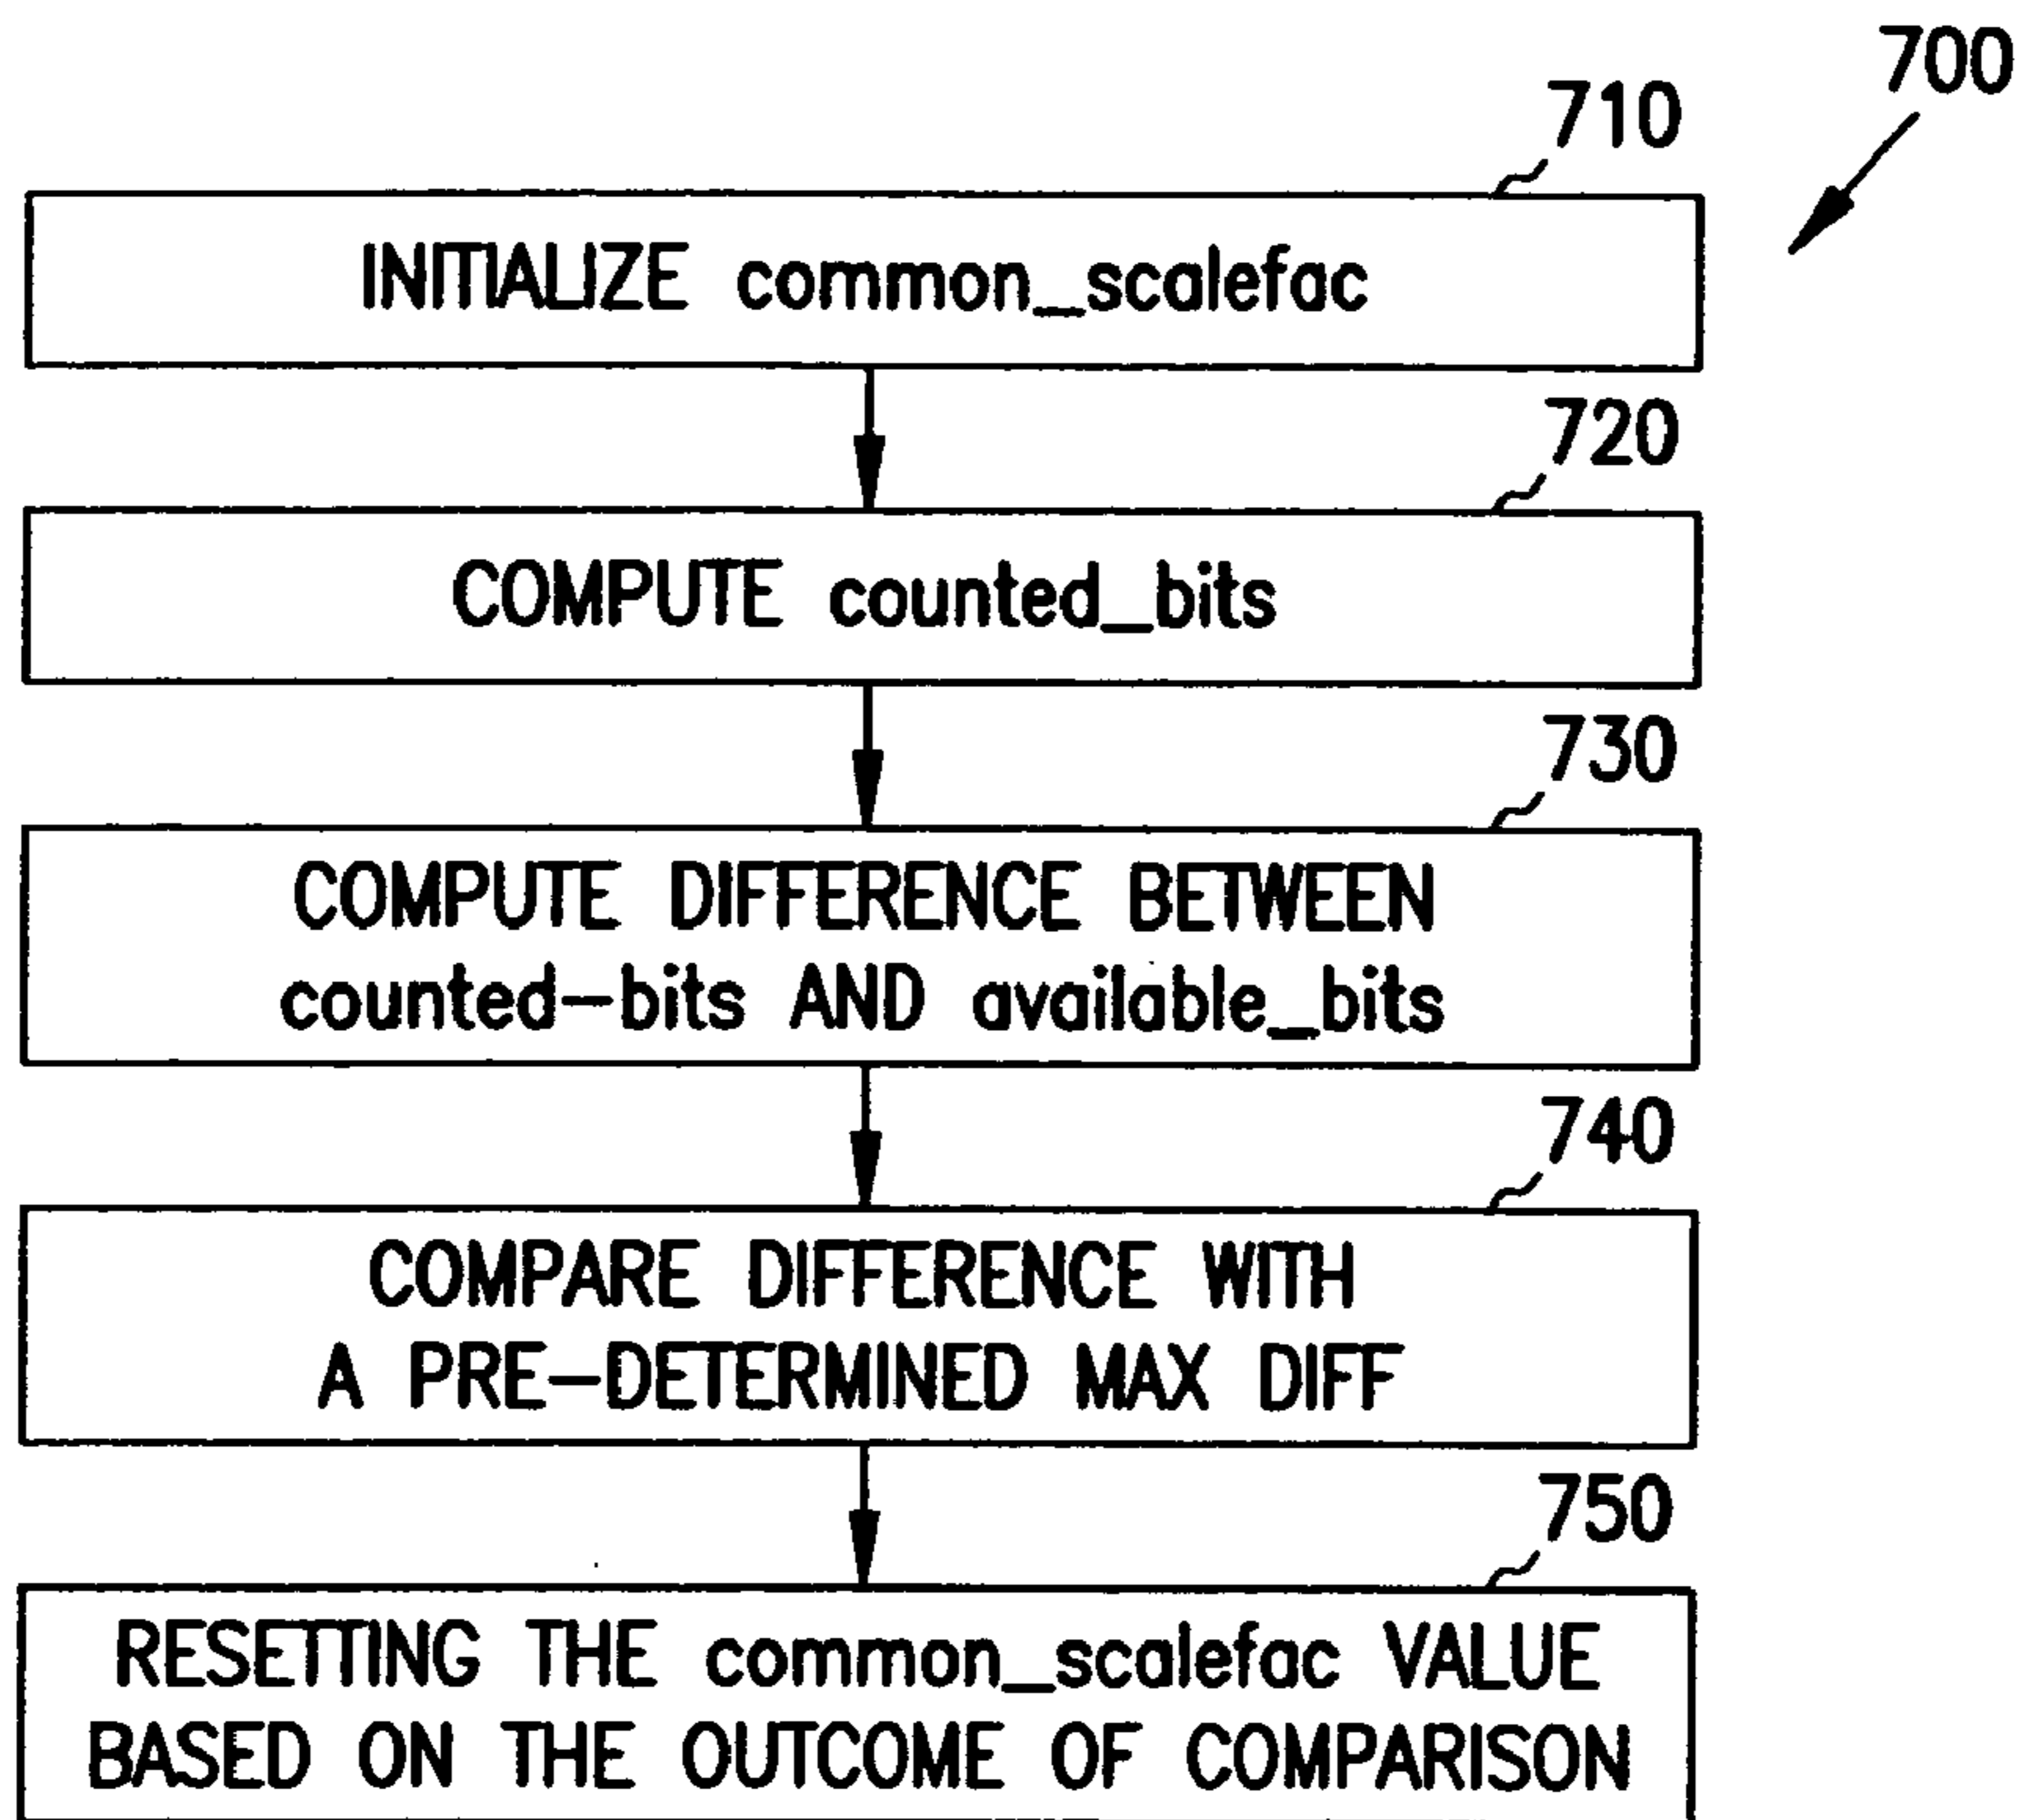 700
710
INITIALIZE common_scalefac
720
COMPUTE counted_bits
730
COMPUTE DIFFERENCE BETWEEN
counted-bits AND available_bits
740
COMPARE DIFFERENCE WITH
A PRE-DETERMINED MAX DIFF
750
RESETTING THE common_scalefac VALUE
BASED ON THE OUTCOME OF COMPARISON